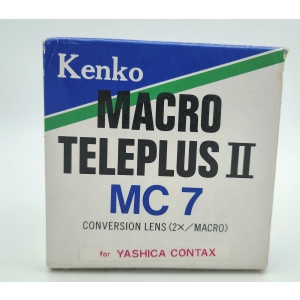 Kenko
MACRO
TELEPLUS II
MC 7
CONVERSION LENS〈2×/MACRO〉
for YASHICA CONTAX